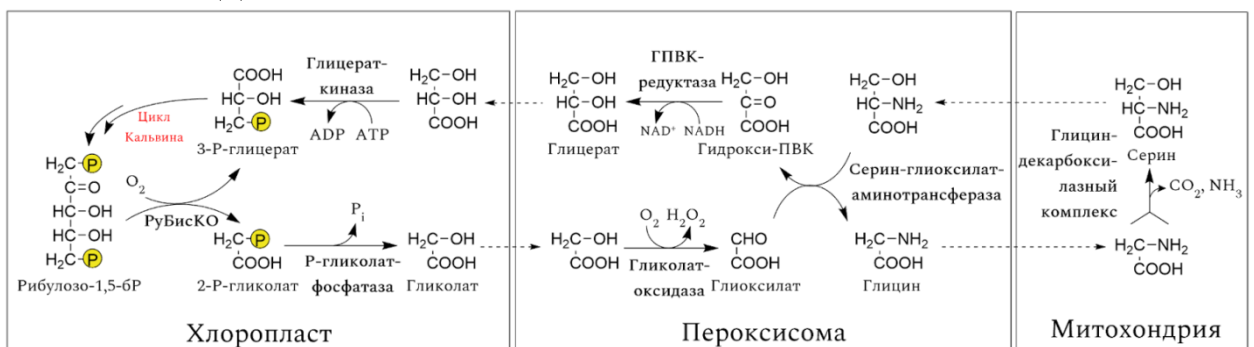 COOH
HC–OH
H₂C–P
3-Р-глицерат
Цикл
Кальвина
Глицерат-
киназа
ADP
ATP
H₂C–OH
HC–OH
COOH
H₂C–P
C=O
HC–OH
HC–OH
H₂C–P
Рибулозо-1,5-бР
O₂
РуБисКО
H₂C–P
COOH
2-Р-гликолат
Pᵢ
Р-гликолат-
фосфатаза
H₂C–OH
COOH
Гликолат
Хлоропласт
H₂C–OH
HC–OH
COOH
Глицерат
ГПВК-
редуктаза
NAD⁺
NADH
H₂C–OH
C=O
COOH
Гидрокси-ПВК
H₂C–OH
HC–NH₂
COOH
Серин-глиоксилат-
аминотрансфераза
H₂C–OH
COOH
O₂ H₂O₂
Гликолат-
оксидаза
CHO
COOH
Глиоксилат
H₂C–NH₂
COOH
Глицин
Пероксисома
H₂C–OH
HC–NH₂
COOH
Серин
Глицин-
декарбокси-
лазный
комплекс
CO₂, NH₃
H₂C–NH₂
COOH
Митохондрия